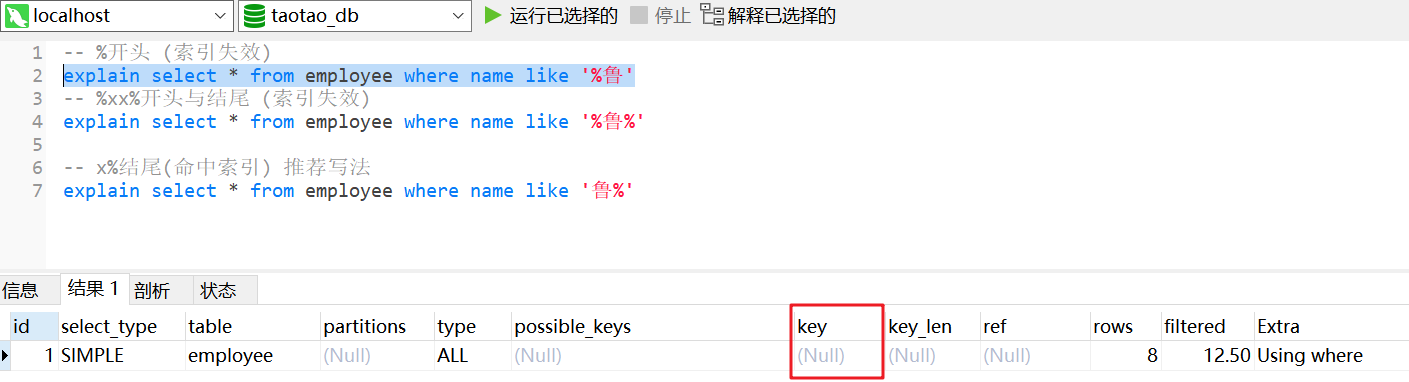 localhost taotao_db 运行已选择的 停止 解释已选择的
1 -- %开头 (索引失效)
2 explain select * from employee where name like '%鲁'
3 -- %xx%开头与结尾 (索引失效)
4 explain select * from employee where name like '%鲁%'
5
6 -- x%结尾(命中索引) 推荐写法
7 explain select * from employee where name like '鲁%'
信息 结果 1 剖析 状态
id select_type table partitions type possible_keys key key_len ref rows filtered Extra
1 SIMPLE employee (Null) ALL (Null) (Null) (Null) (Null) 8 12.50 Using where